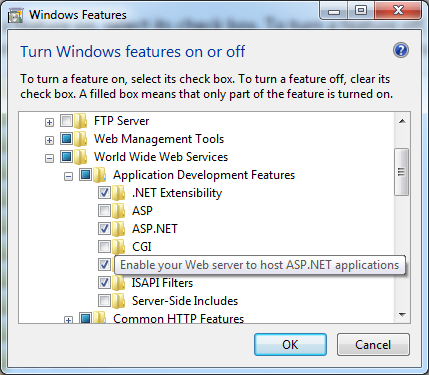 Windows Features
Turn Windows features on or off
To turn a feature on, select its check box. To turn a feature off, clear its
check box. A filled box means that only part of the feature is turned on.
FTP Server
Web Management Tools
World Wide Web Services
Application Development Features
.NET Extensibility
ASP
ASP.NET
CGI
Enable your Web server to host ASP.NET applications
ISAPI Filters
Server-Side Includes
Common HTTP Features
OK
Cancel